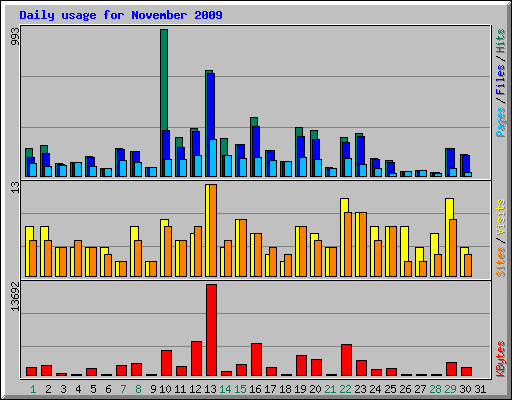 Daily usage for November 2009
993
Pages / Files / Hits
13
Sites / Visits
13692
KBytes
1 2 3 4 5 6 7 8 9 10 11 12 13 14 15 16 17 18 19 20 21 22 23 24 25 26 27 28 29 30 31